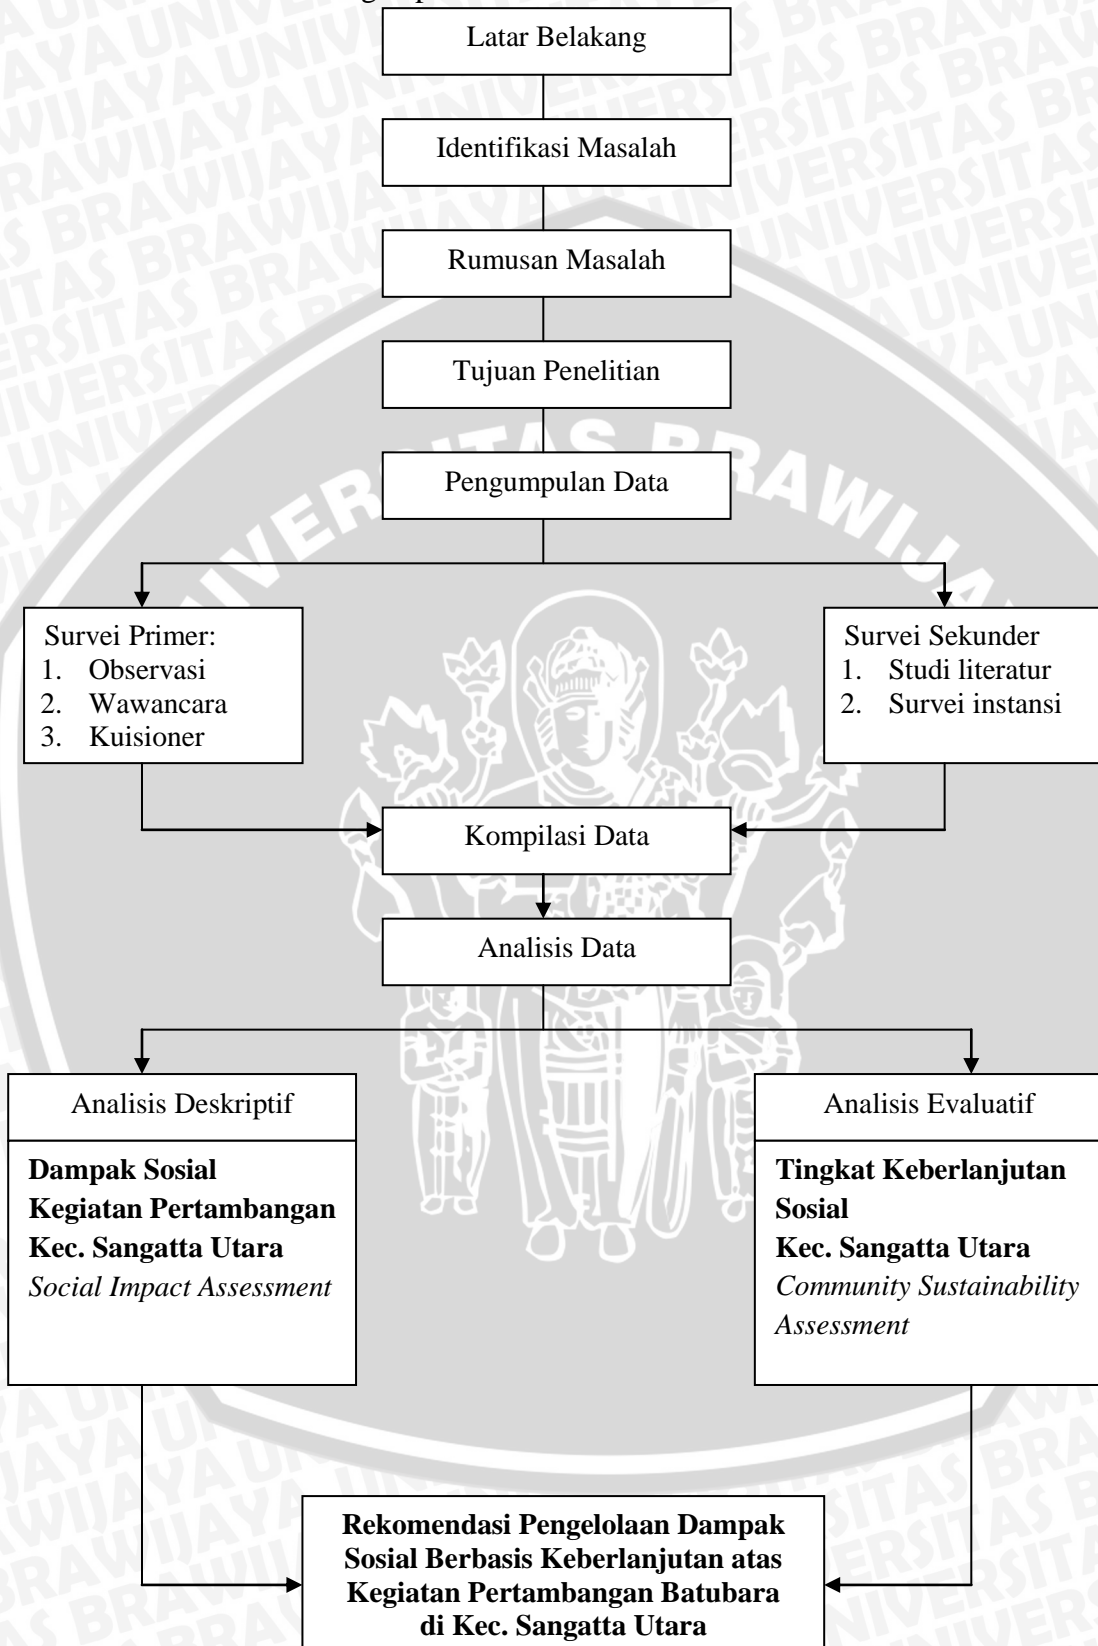 Latar Belakang
Identifikasi Masalah
Rumusan Masalah
Tujuan Penelitian
Pengumpulan Data
Survei Primer:
1. Observasi
2. Wawancara
3. Kuisioner
Survei Sekunder
1. Studi literatur
2. Survei instansi
Kompilasi Data
Analisis Data
Analisis Deskriptif
Dampak Sosial
Kegiatan Pertambangan
Kec. Sangatta Utara
Social Impact Assessment
Analisis Evaluatif
Tingkat Keberlanjutan
Sosial
Kec. Sangatta Utara
Community Sustainability
Assessment
Rekomendasi Pengelolaan Dampak
Sosial Berbasis Keberlanjutan atas
Kegiatan Pertambangan Batubara
di Kec. Sangatta Utara